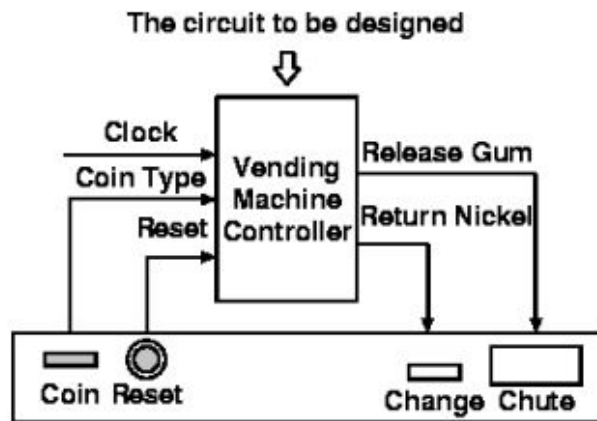 The circuit to be designed
Clock
Coin Type
Reset
Vending
Machine
Controller
Release Gum
Return Nickel
Coin
Reset
Change
Chute